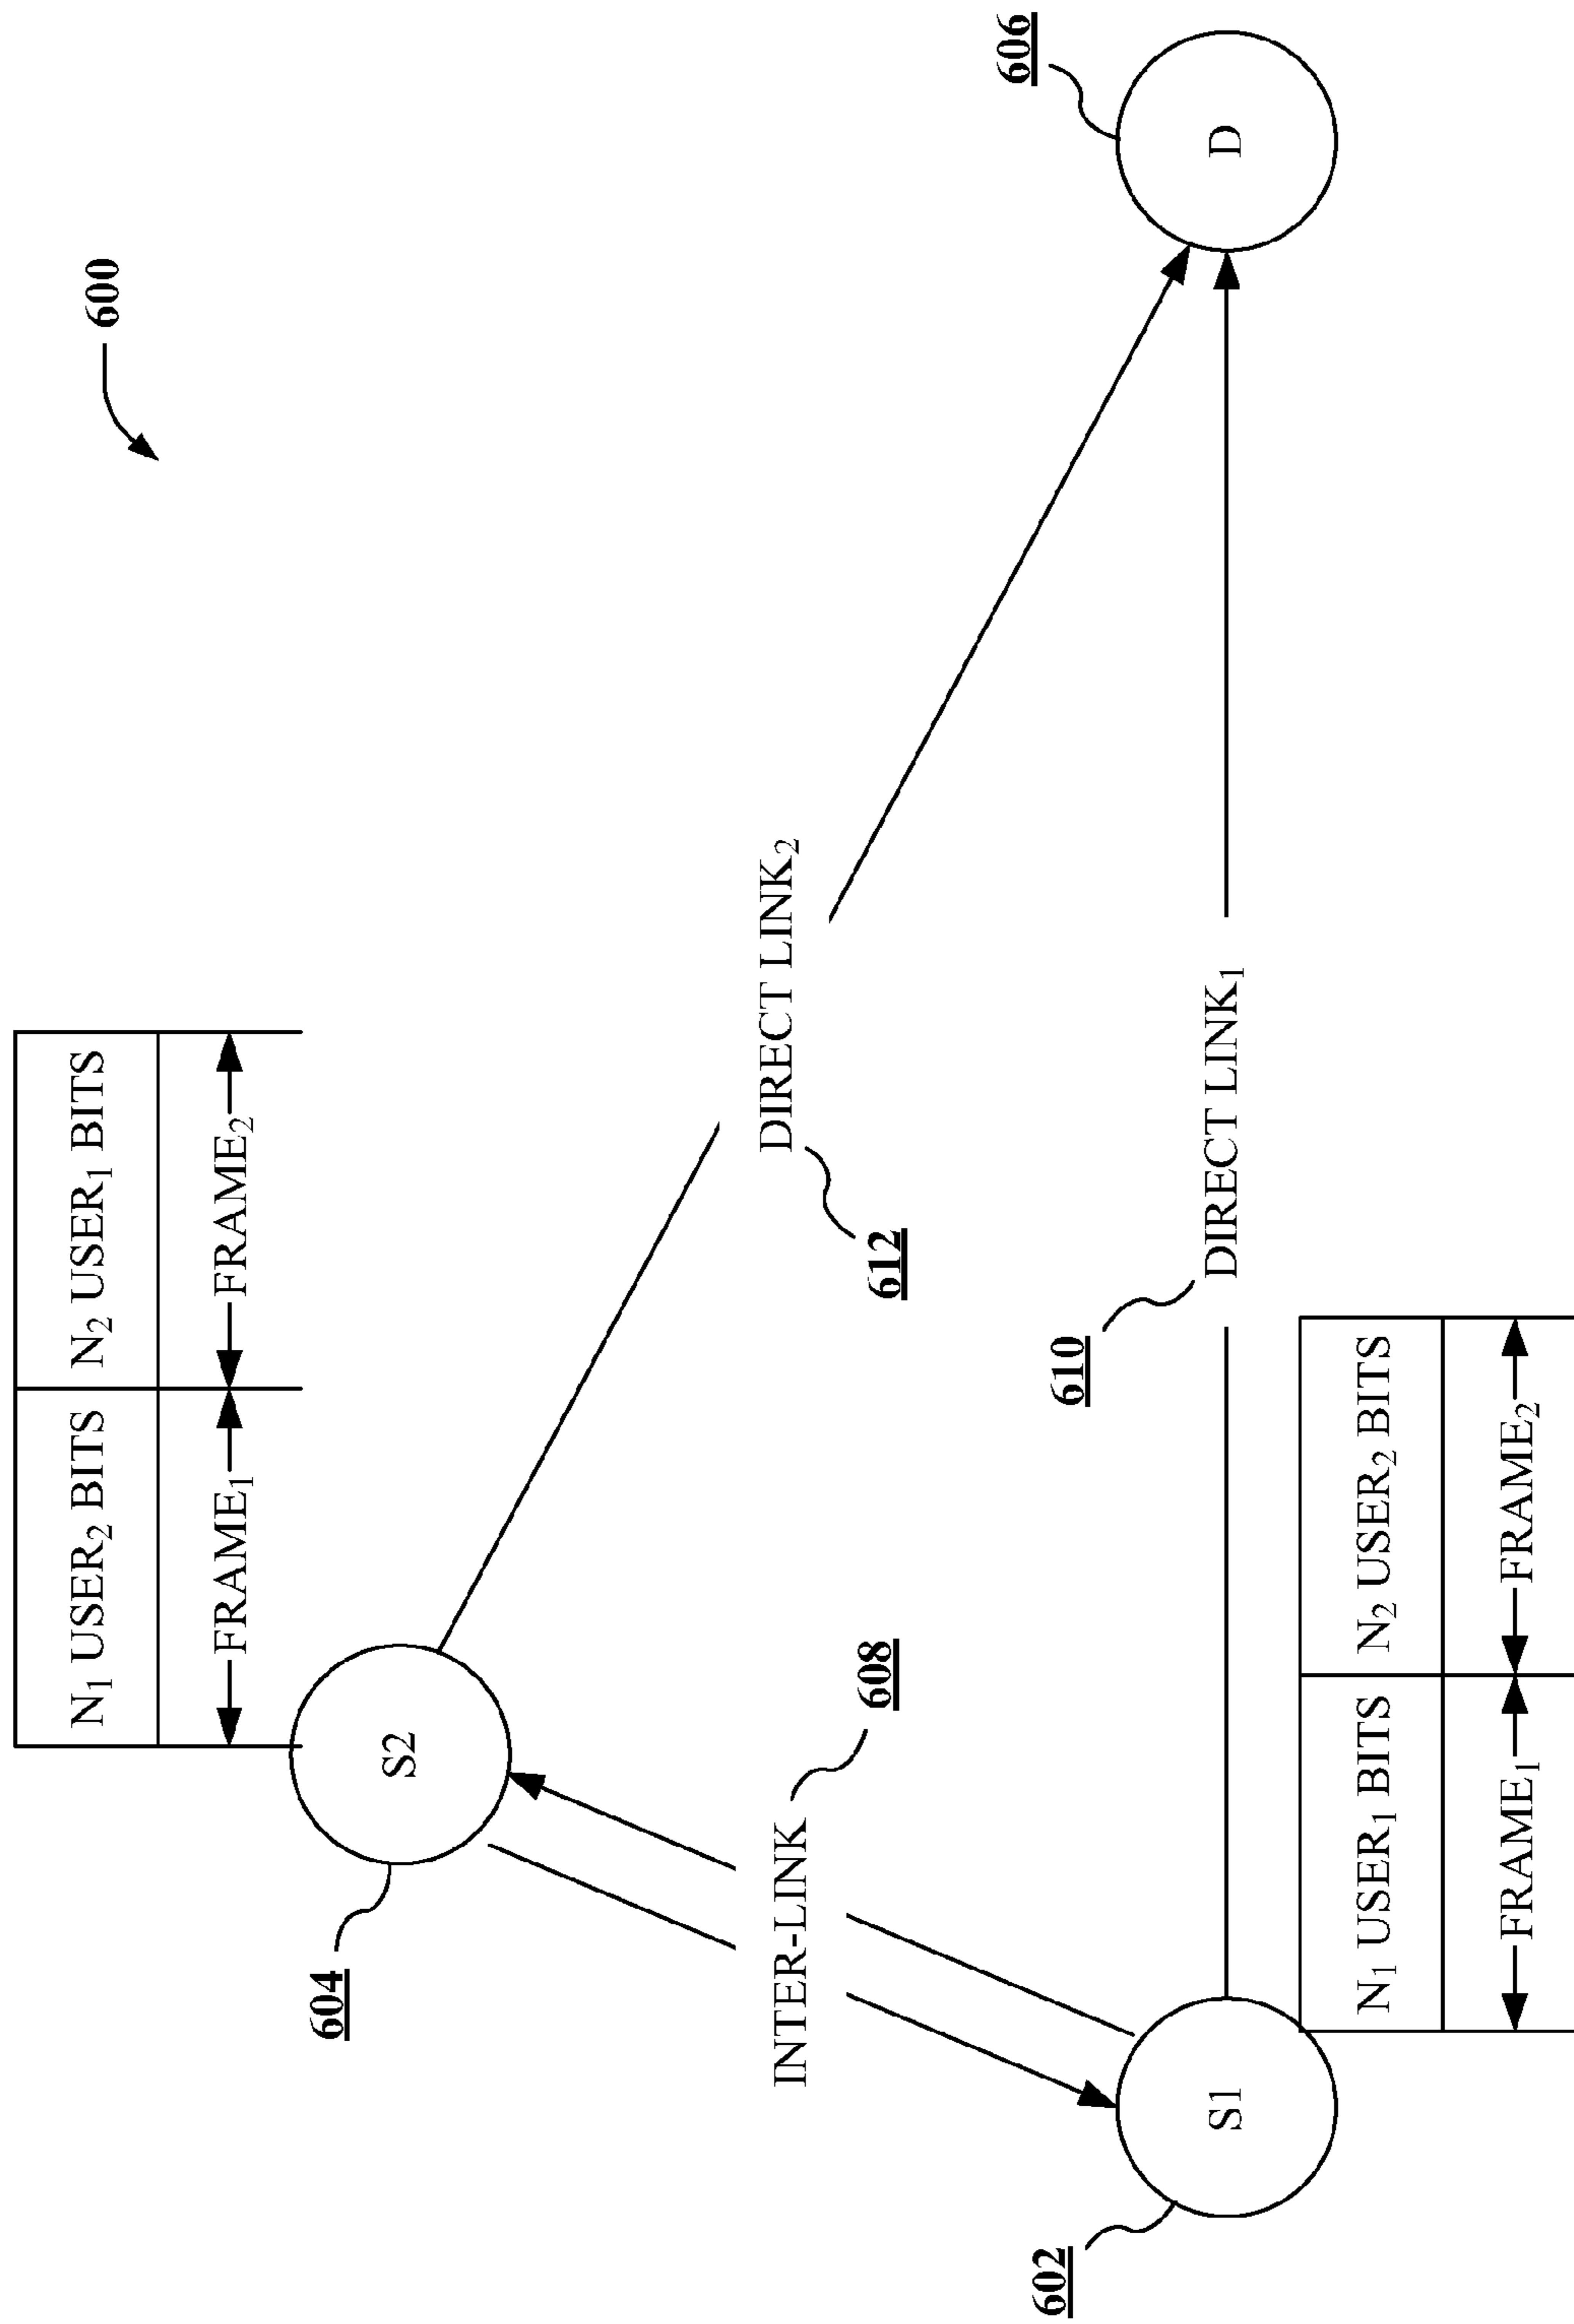 600
N₁ USER₂ BITS N₂ USER₁ BITS
FRAME₁ FRAME₂
604
S2
DIRECT LINK₂
612
606
INTER-LINK
608
610
602
S1
DIRECT LINK₁
D
N₁ USER₁ BITS N₂ USER₂ BITS
FRAME₁ FRAME₂